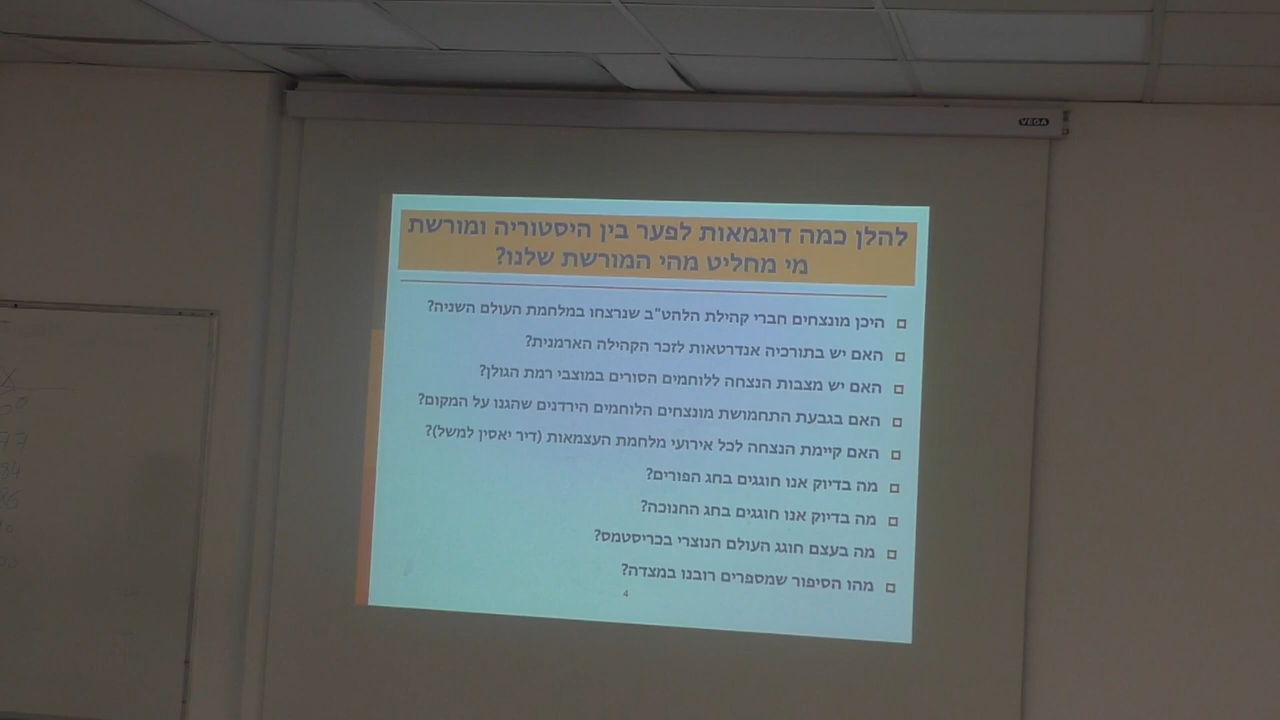 VEGA
להלן כמה דוגמאות לפער בין היסטוריה ומורשת
מי מחליט מהי המורשת שלנו?
היכן מונצחים חברי קהילת הלהט"ב שנרצחו במלחמת העולם השניה?
האם יש בתורכיה אנדרטאות לזכר הקהילה הארמנית?
האם יש מצבות הנצחה ללוחמים הסורים במוצבי רמת הגולן?
האם בגבעת התחמושת מונצחים הלוחמים הירדנים שהגנו על המקום?
האם קיימת הנצחה לכל אירועי מלחמת העצמאות (דיר יאסין למשל)?
מה בדיוק אנו חוגגים בחג הפורים?
מה בדיוק אנו חוגגים בחג החנוכה?
מה בעצם חוגג העולם הנוצרי בכריסטמס?
מהו הסיפור שמספרים רובנו במצדה?
4